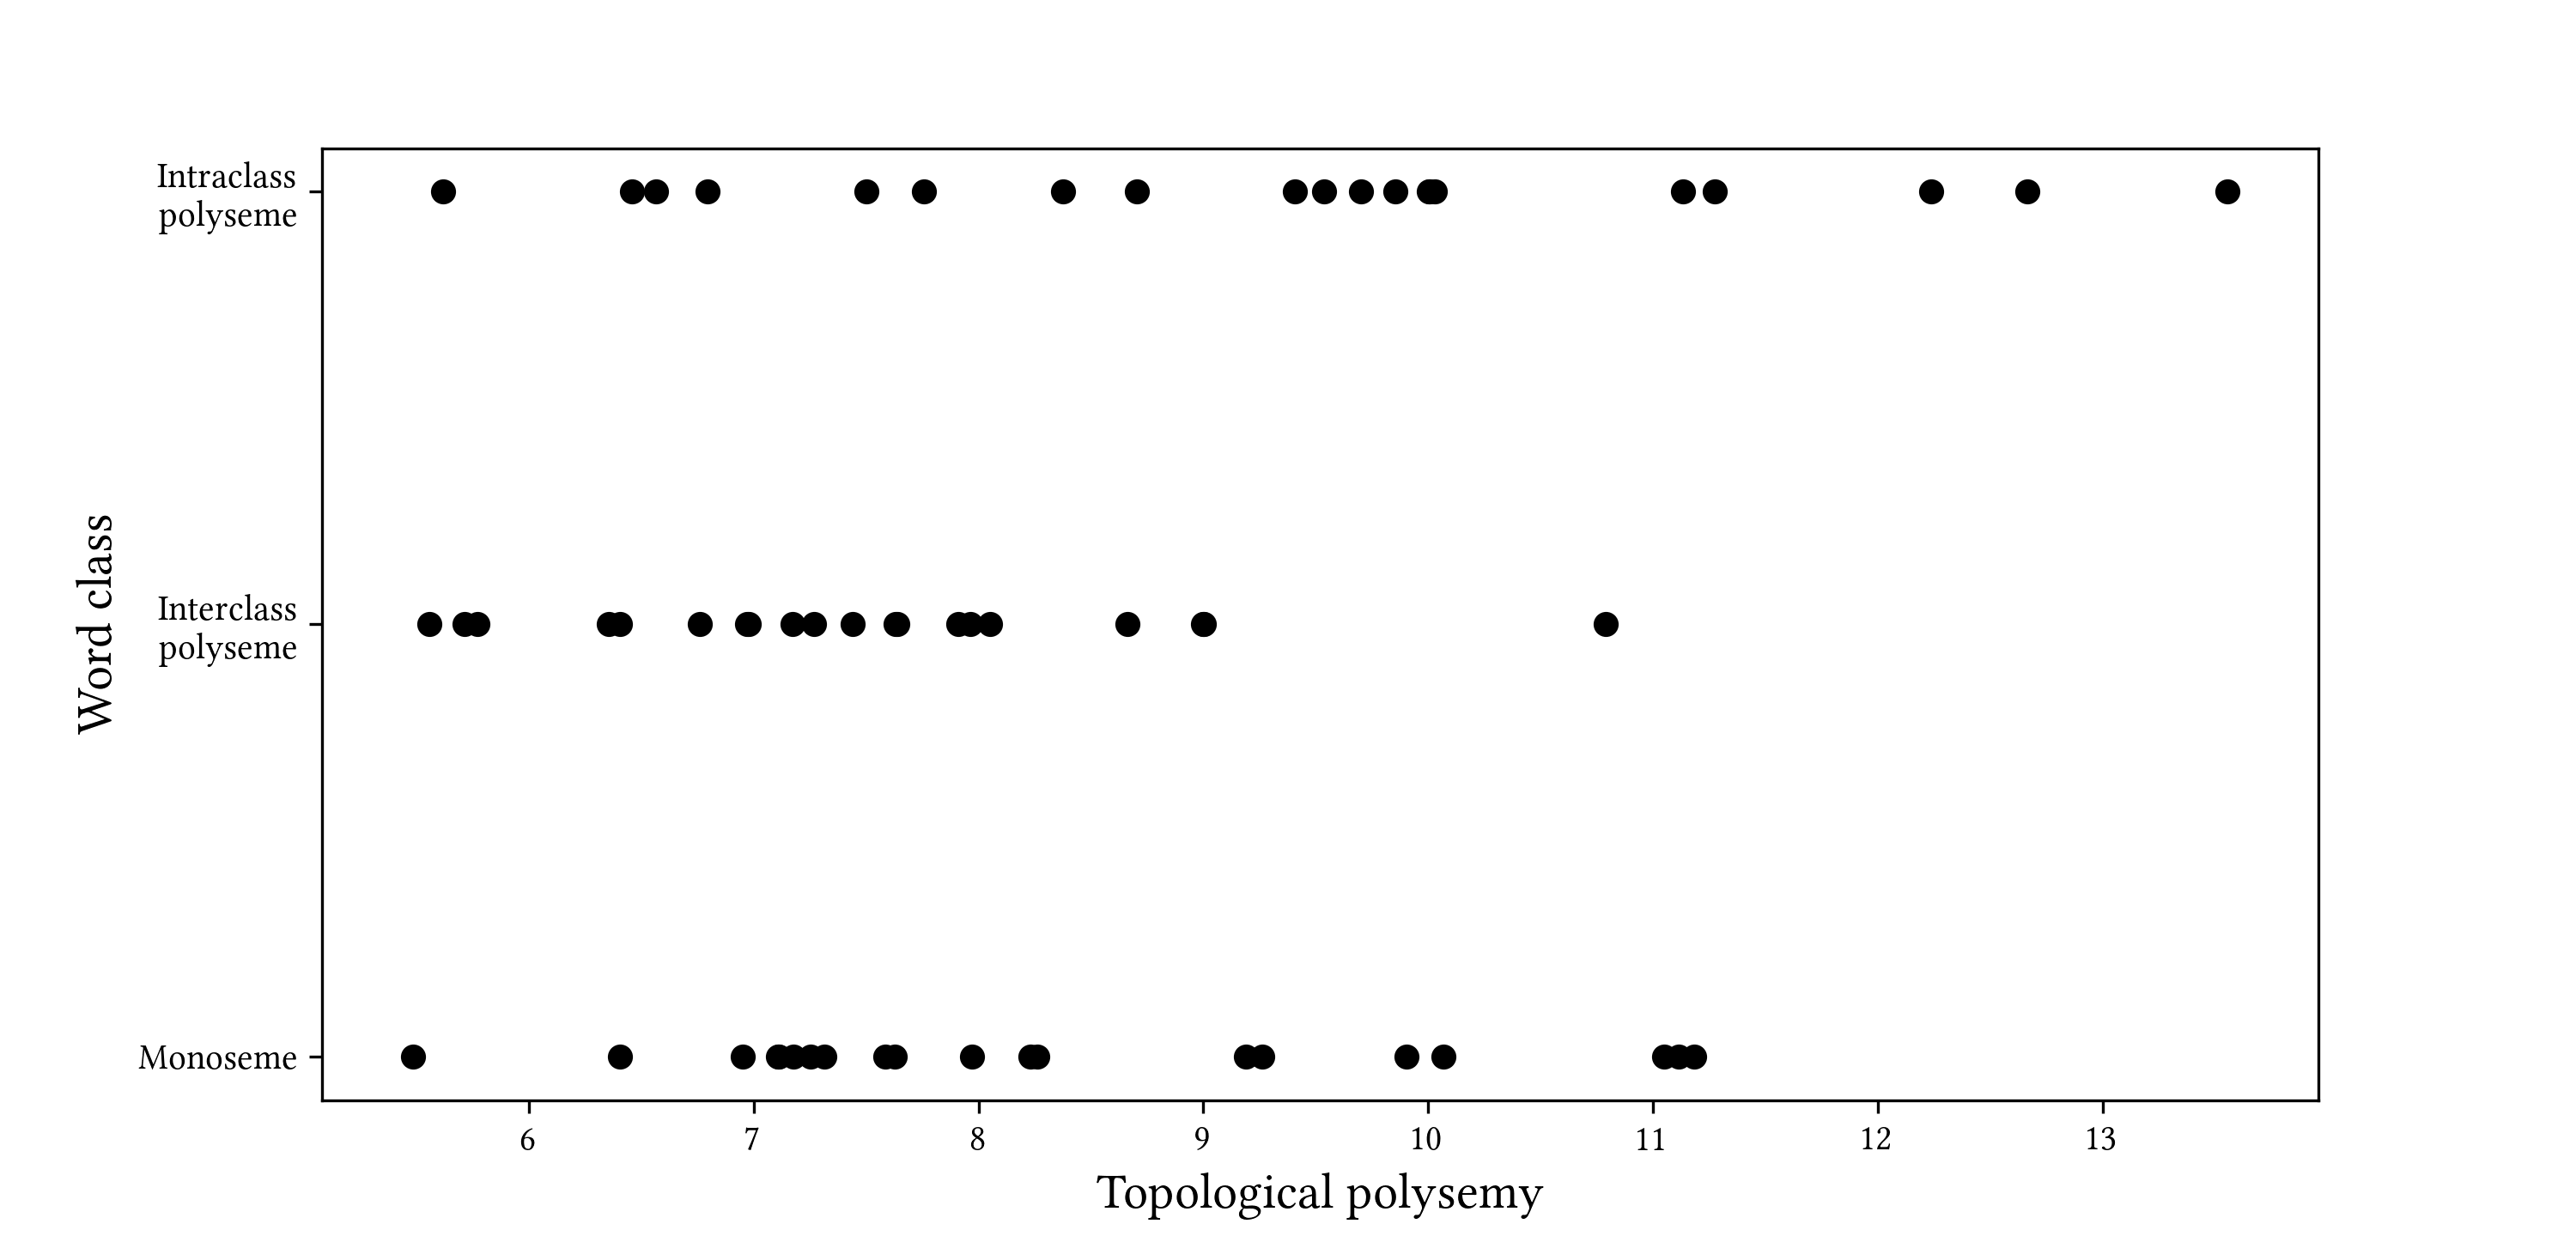 Intraclass
polyseme
Word class
Interclass
polyseme
Monoseme
6 7 8 9 10 11 12 13
Topological polysemy